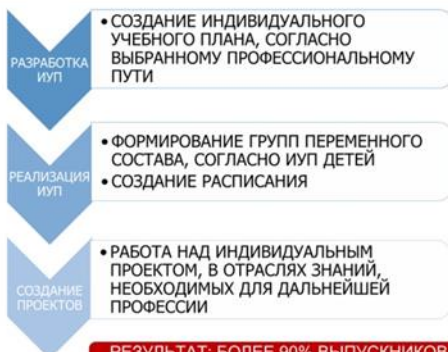 РАЗРАБОТКА
ИУП
• СОЗДАНИЕ ИНДИВИДУАЛЬНОГО
УЧЕБНОГО ПЛАНА, СОГЛАСНО
ВЫБРАННОМУ ПРОФЕССИОНАЛЬНОМУ
ПУТИ
РЕАЛИЗАЦИЯ
ИУП
• ФОРМИРОВАНИЕ ГРУПП ПЕРЕМЕННОГО
СОСТАВА, СОГЛАСНО ИУП ДЕТЕЙ
• СОЗДАНИЕ РАСПИСАНИЯ
СОЗДАНИЕ
ПРОЕКТОВ
• РАБОТА НАД ИНДИВИДУАЛЬНЫМ
ПРОЕКТОМ, В ОТРАСЛЯХ ЗНАНИЙ,
НЕОБХОДИМЫХ ДЛЯ ДАЛЬНЕЙШЕЙ
ПРОФЕССИИ
РЕЗУЛЬТАТ: БОЛЕЕ 90% ВЫПУСКНИКОВ